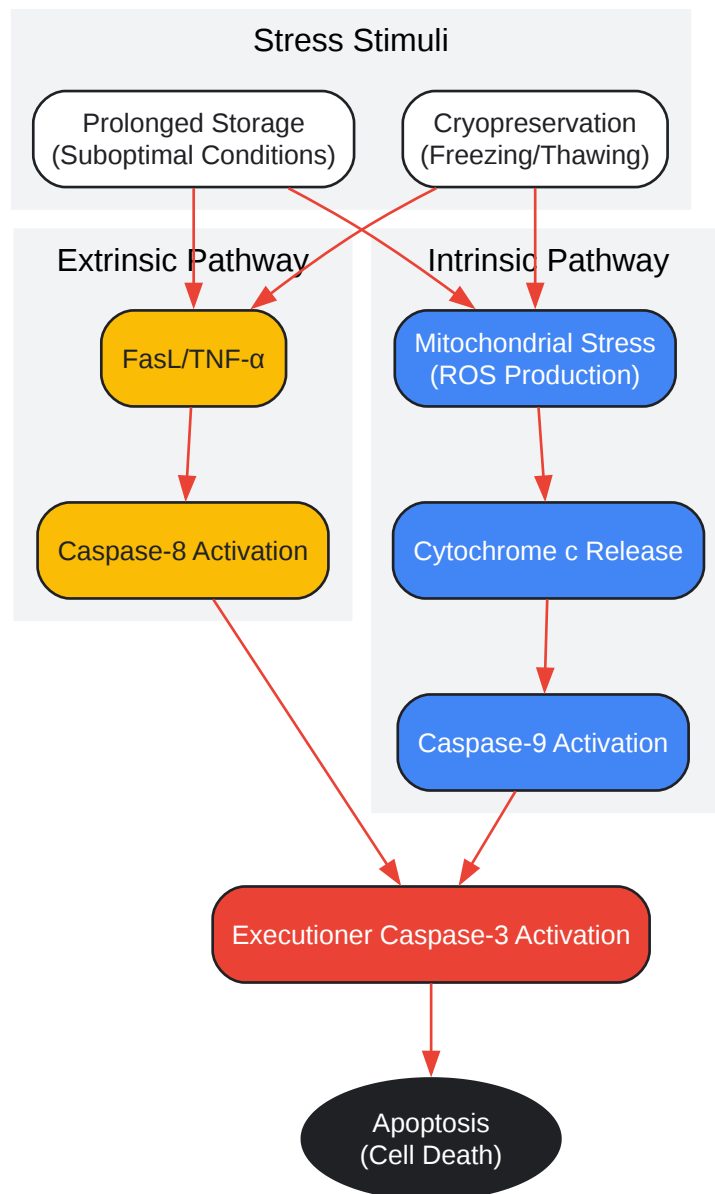 Stress Stimuli
Prolonged Storage
(Suboptimal Conditions)
Cryopreservation
(Freezing/Thawing)
Extrinsic Pathway
Intrinsic Pathway
FasL/TNF-α
Mitochondrial Stress
(ROS Production)
Caspase-8 Activation
Cytochrome c Release
Caspase-9 Activation
Executioner Caspase-3 Activation
Apoptosis
(Cell Death)